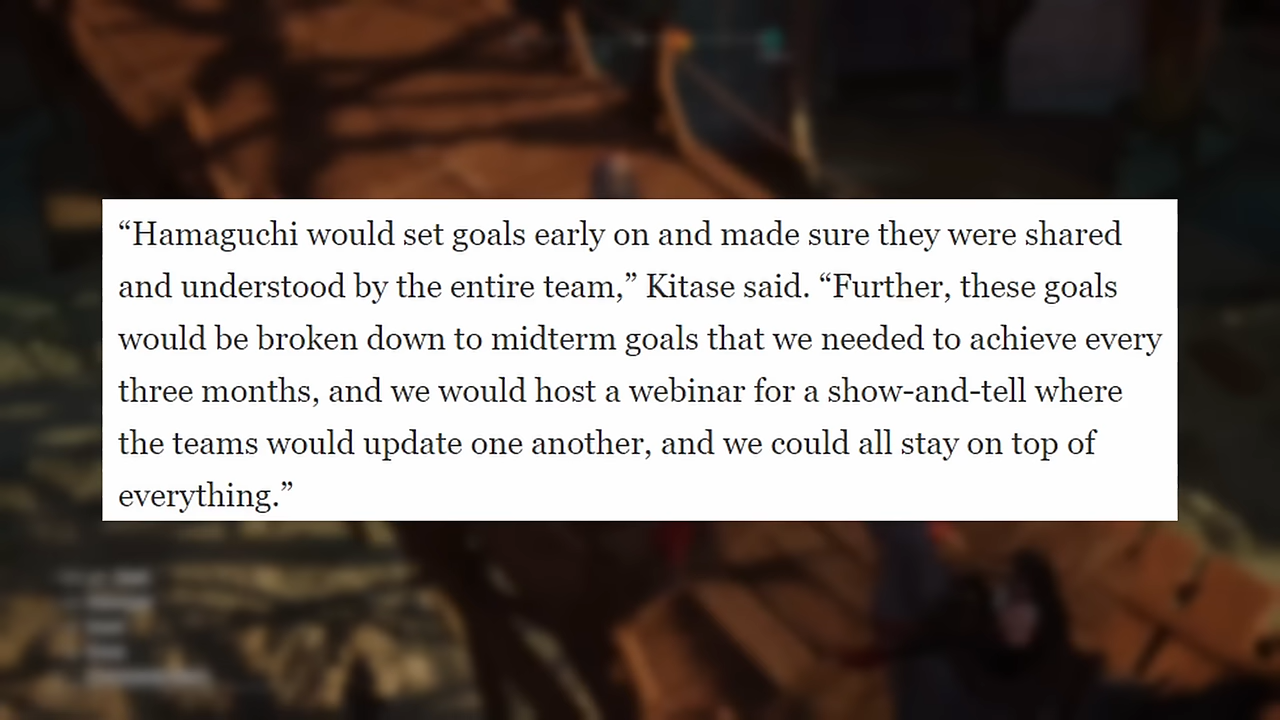 “Hamaguchi would set goals early on and made sure they were shared
and understood by the entire team,” Kitase said. “Further, these goals
would be broken down to midterm goals that we needed to achieve every
three months, and we would host a webinar for a show-and-tell where
the teams would update one another, and we could all stay on top of
everything.”